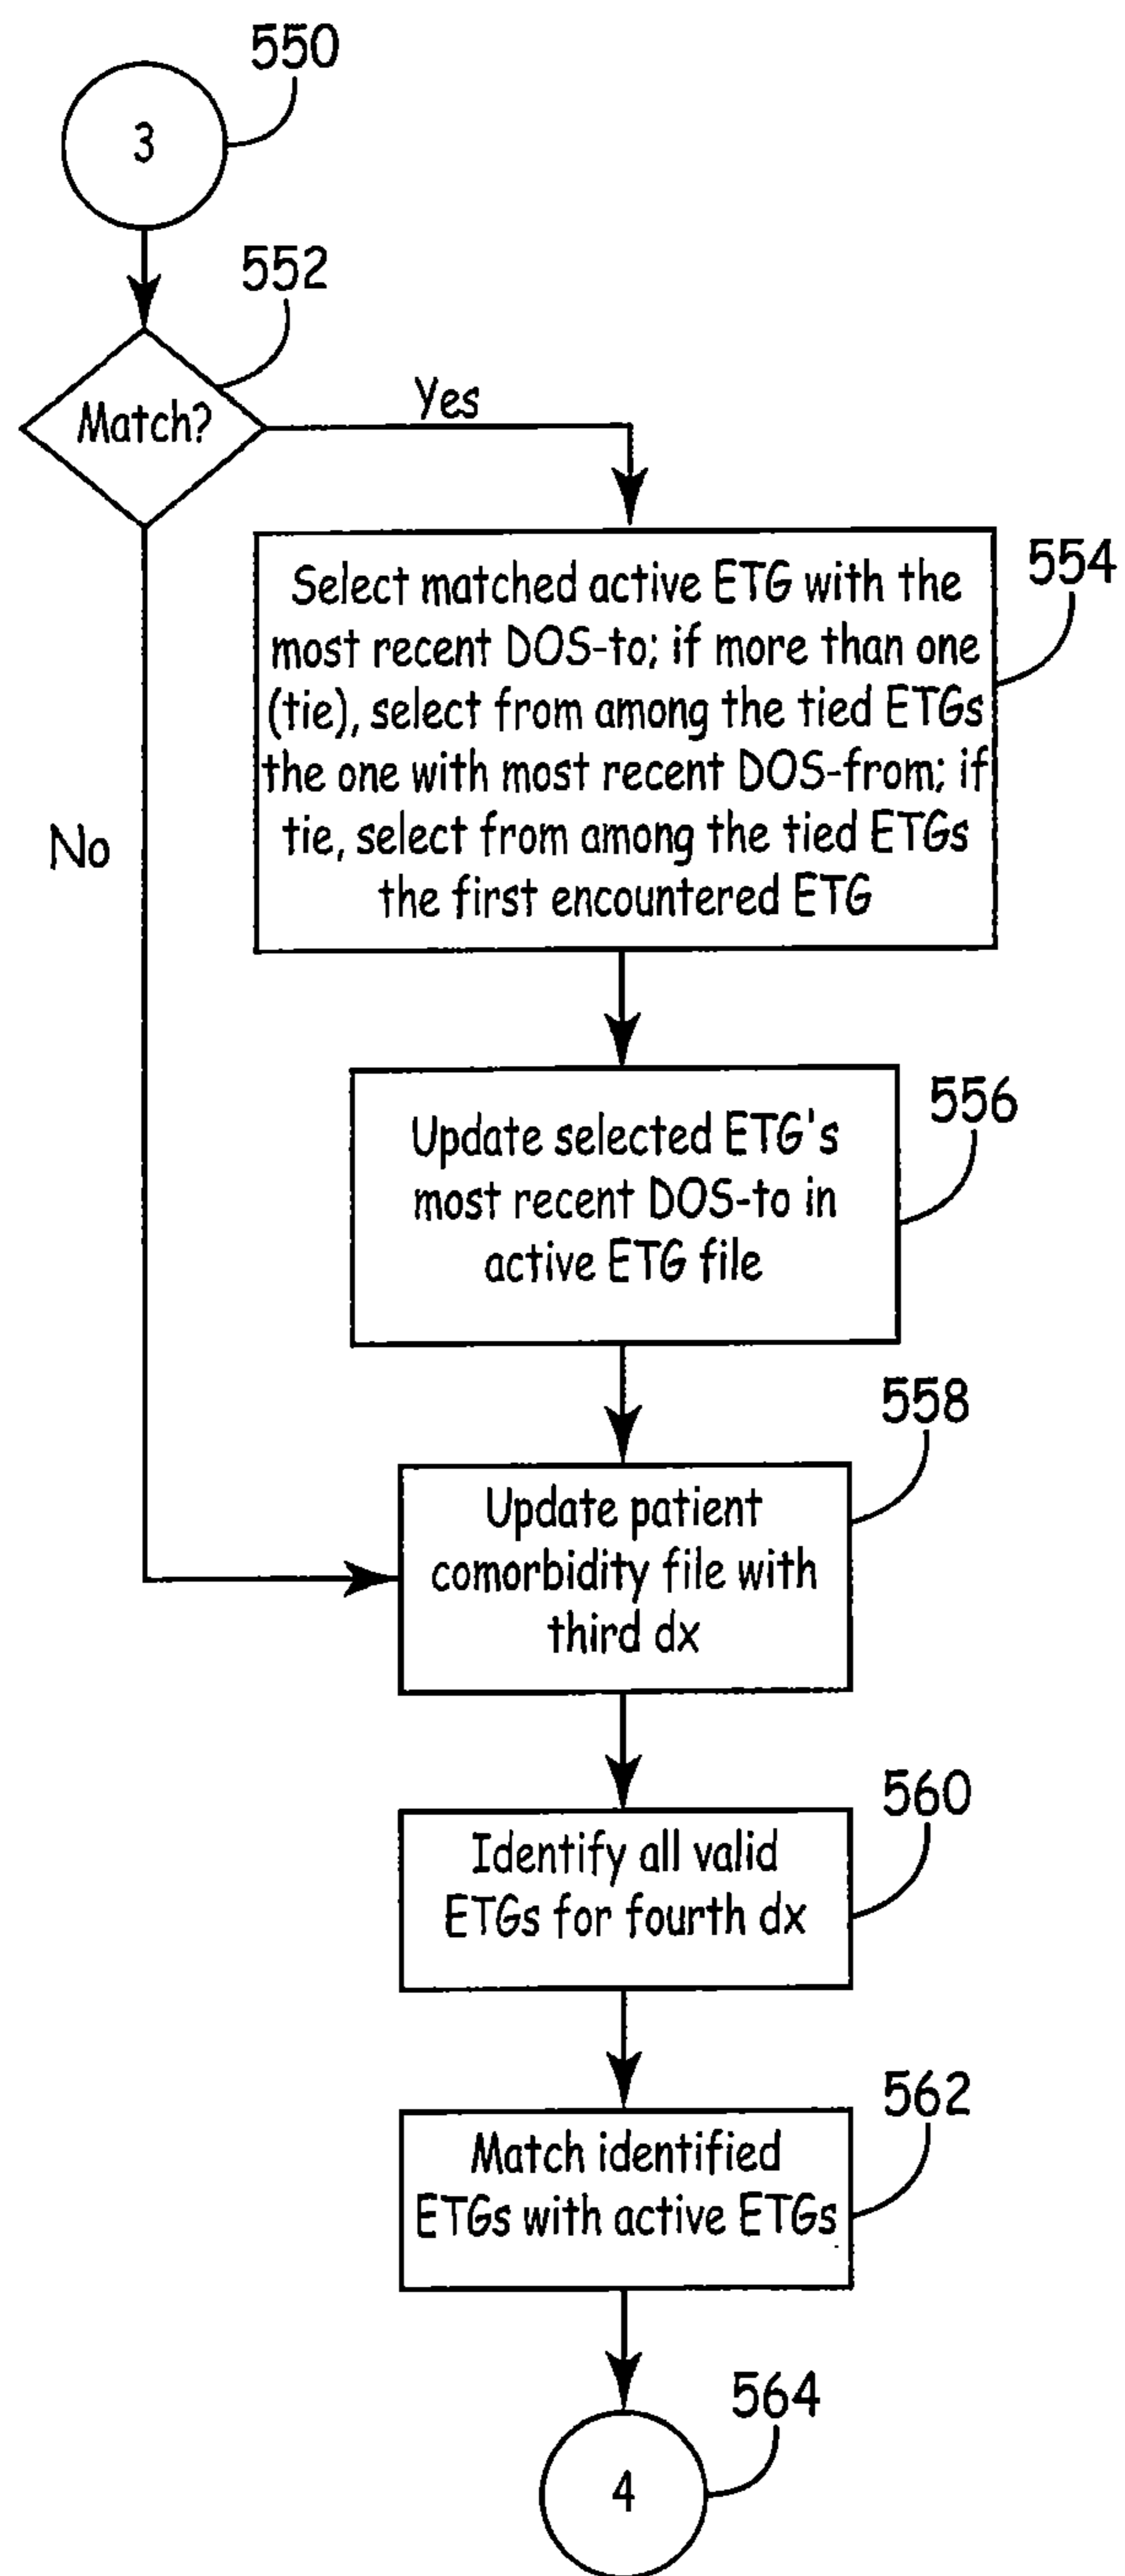 550
3
552
Match?
Yes
554
Select matched active ETG with the
most recent DOS-to; if more than one
(tie), select from among the tied ETGs
the one with most recent DOS-from; if
tie, select from among the tied ETGs
the first encountered ETG
No
556
Update selected ETG's
most recent DOS-to in
active ETG file
558
Update patient
comorbidity file with
third dx
560
Identify all valid
ETGs for fourth dx
562
Match identified
ETGs with active ETGs
564
4